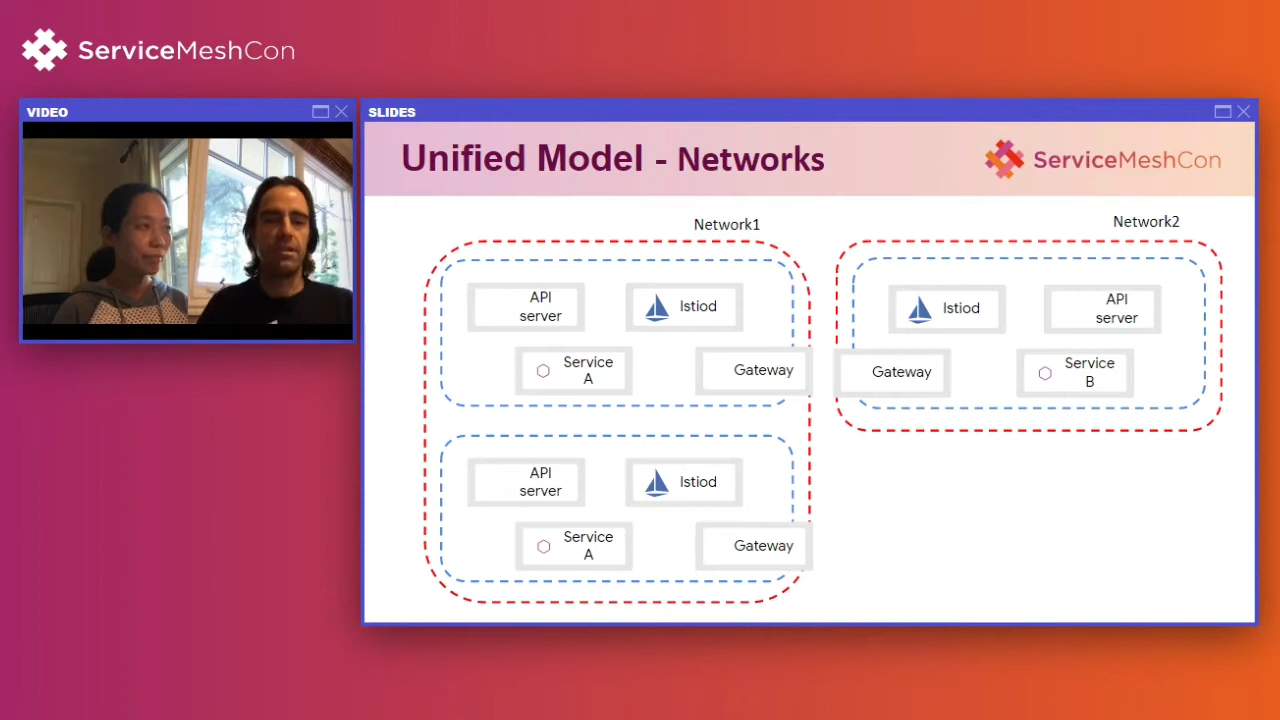 ServiceMeshCon
VIDEO
SLIDES
Unified Model - Networks
ServiceMeshCon
Network1
Network2
API
server
Istiod
Service
A
Gateway
Istiod
API
server
Gateway
Service
B
API
server
Istiod
Service
A
Gateway